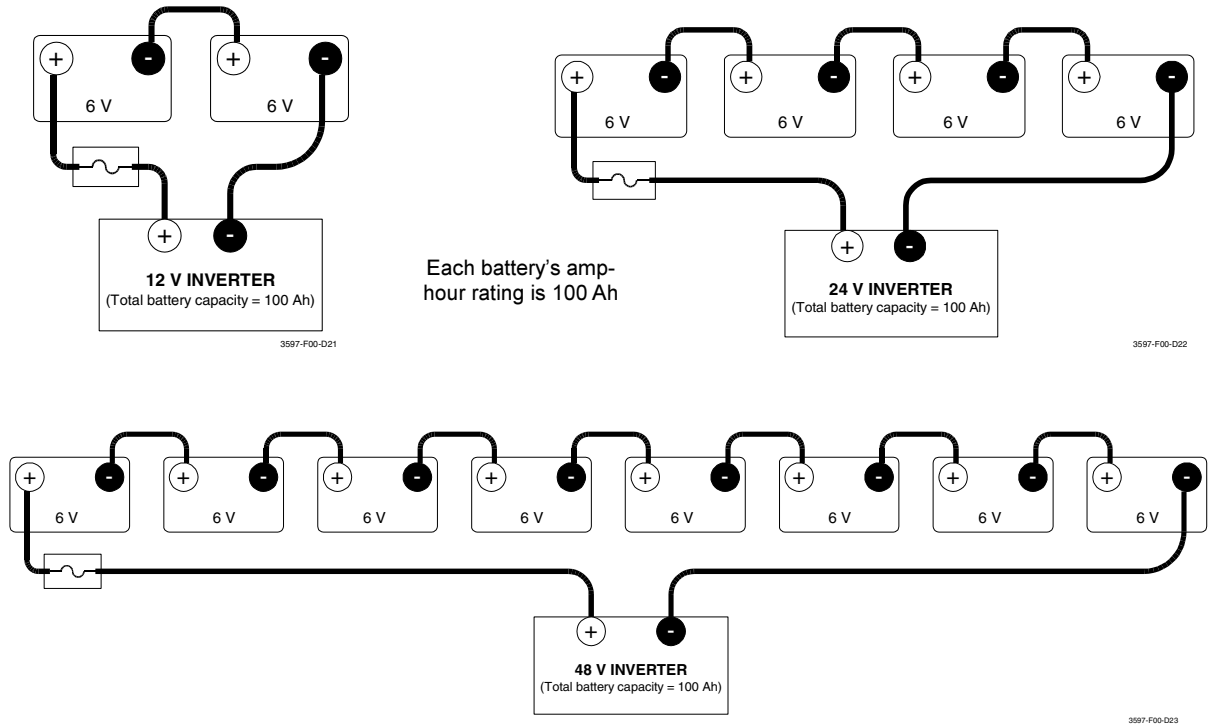 + - + -
6 V 6 V
+ -
12 V INVERTER
(Total battery capacity = 100 Ah)
3597-F00-D21
Each battery’s amp-
hour rating is 100 Ah
+ - + - + - + -
6 V 6 V 6 V 6 V
+ -
24 V INVERTER
(Total battery capacity = 100 Ah)
3597-F00-D22
+ - + - + - + - + - + - + - + -
6 V 6 V 6 V 6 V 6 V 6 V 6 V 6 V
+ -
48 V INVERTER
(Total battery capacity = 100 Ah)
3597-F00-D23